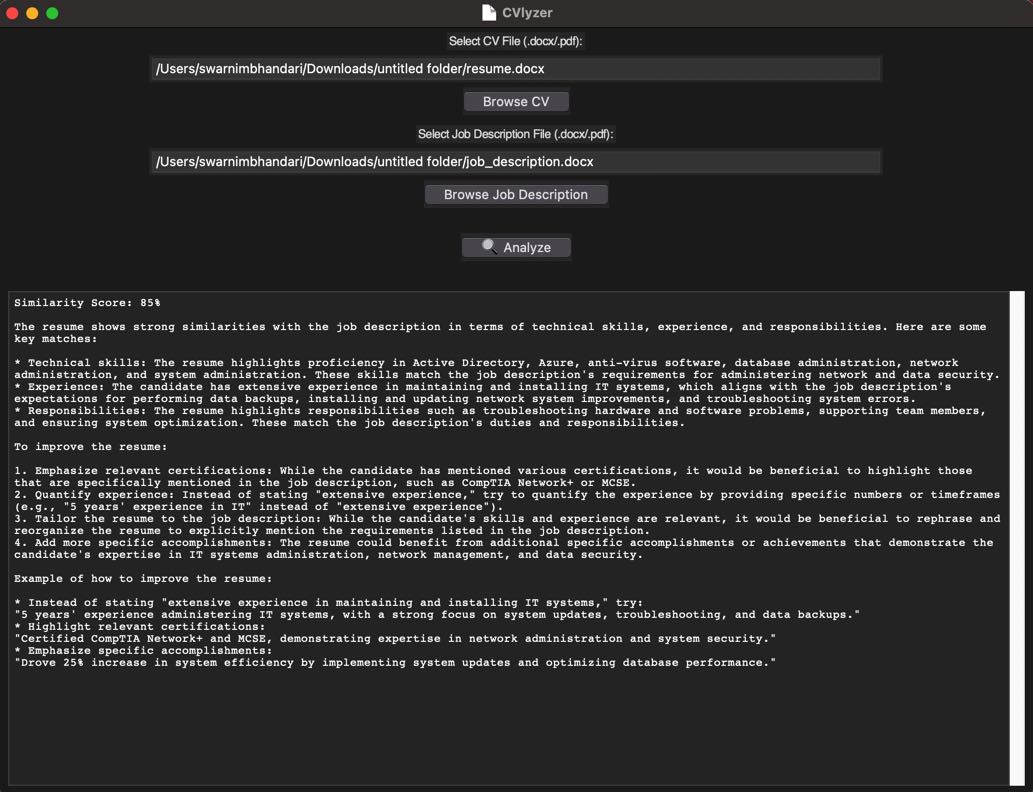 CVlyzer
Select CV File (.docx/.pdf):
/Users/swarnimbhandari/Downloads/untitled folder/resume.docx
Browse CV
Select Job Description File (.docx/.pdf):
/Users/swarnimbhandari/Downloads/untitled folder/job_description.docx
Browse Job Description
Analyze
Similarity Score: 85%
The resume shows strong similarities with the job description in terms of technical skills, experience, and responsibilities. Here are some
key matches:
* Technical skills: The resume highlights proficiency in Active Directory, Azure, anti-virus software, database administration, network
administration, and system administration. These skills match the job description's requirements for administering network and data security.
* Experience: The candidate has extensive experience in maintaining and installing IT systems, which aligns with the job description's
expectations for performing data backups, installing and updating network system improvements, and troubleshooting system errors.
* Responsibilities: The resume highlights responsibilities such as troubleshooting hardware and software problems, supporting team members,
and ensuring system optimization. These match the job description's duties and responsibilities.
To improve the resume:
1. Emphasize relevant certifications: While the candidate has mentioned various certifications, it would be beneficial to highlight those
that are specifically mentioned in the job description, such as CompTIA Network+ or MCSE.
2. Quantify experience: Instead of stating "extensive experience," try to quantify the experience by providing specific numbers or timeframes
(e.g., "5 years' experience in IT" instead of "extensive experience").
3. Tailor the resume to the job description: While the candidate's skills and experience are relevant, it would be beneficial to rephrase and
reorganize the resume to explicitly mention the requirements listed in the job description.
4. Add more specific accomplishments: The resume could benefit from additional specific accomplishments or achievements that demonstrate the
candidate's expertise in IT systems administration, network management, and data security.
Example of how to improve the resume:
* Instead of stating "extensive experience in maintaining and installing IT systems," try:
"5 years' experience administering IT systems, with a strong focus on system updates, troubleshooting, and data backups."
* Highlight relevant certifications:
"Certified CompTIA Network+ and MCSE, demonstrating expertise in network administration and system security."
* Emphasize specific accomplishments:
"Drove 25% increase in system efficiency by implementing system updates and optimizing database performance."